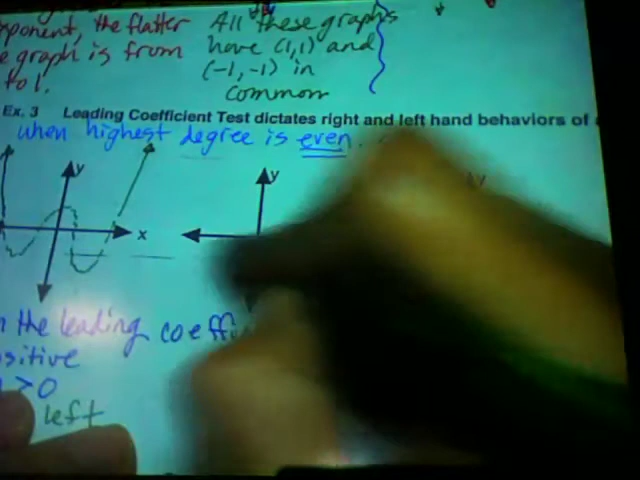 the flatter
e graph is from
to 1.
All these graphs
have (1,1) and
(-1,-1) in
common
Ex. 3 Leading Coefficient Test dictates right and left hand behaviors of
when highest degree is even.
y
x
y
y
the leading coeffi
sitive
>0
left